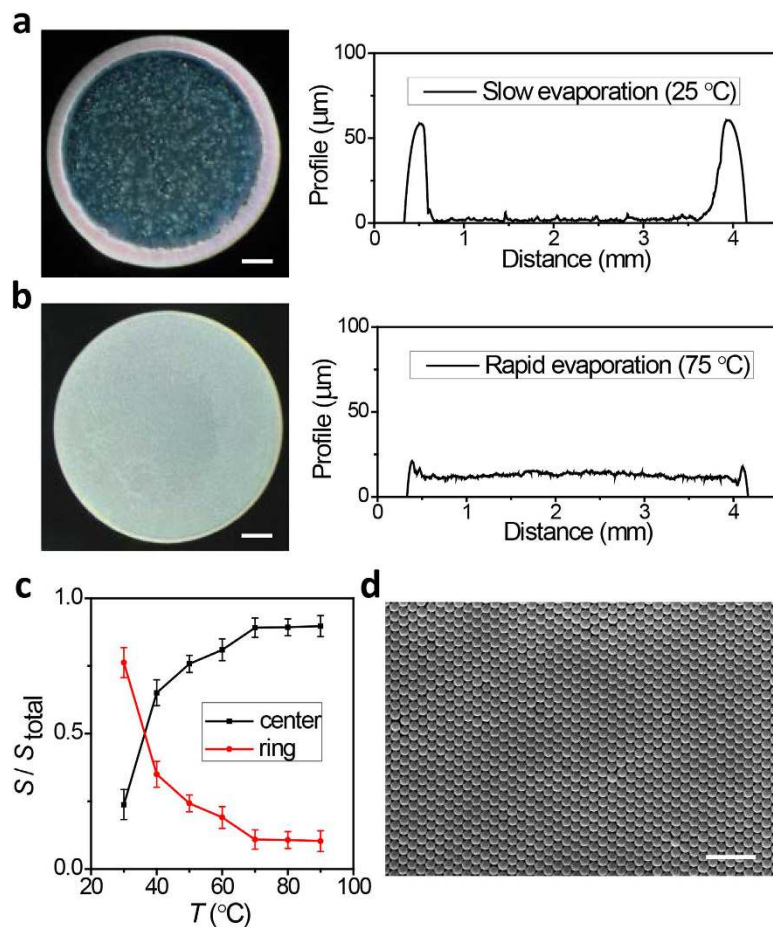 a
100
50
0
Profile (µm)
Slow evaporation (25 °C)
0 1 2 3 4
Distance (mm)
b
100
50
0
Profile (µm)
Rapid evaporation (75 °C)
0 1 2 3 4
Distance (mm)
c
1.0
0.5
0.0
S / Stotal
center
ring
20 40 60 80 100
T (°C)
d